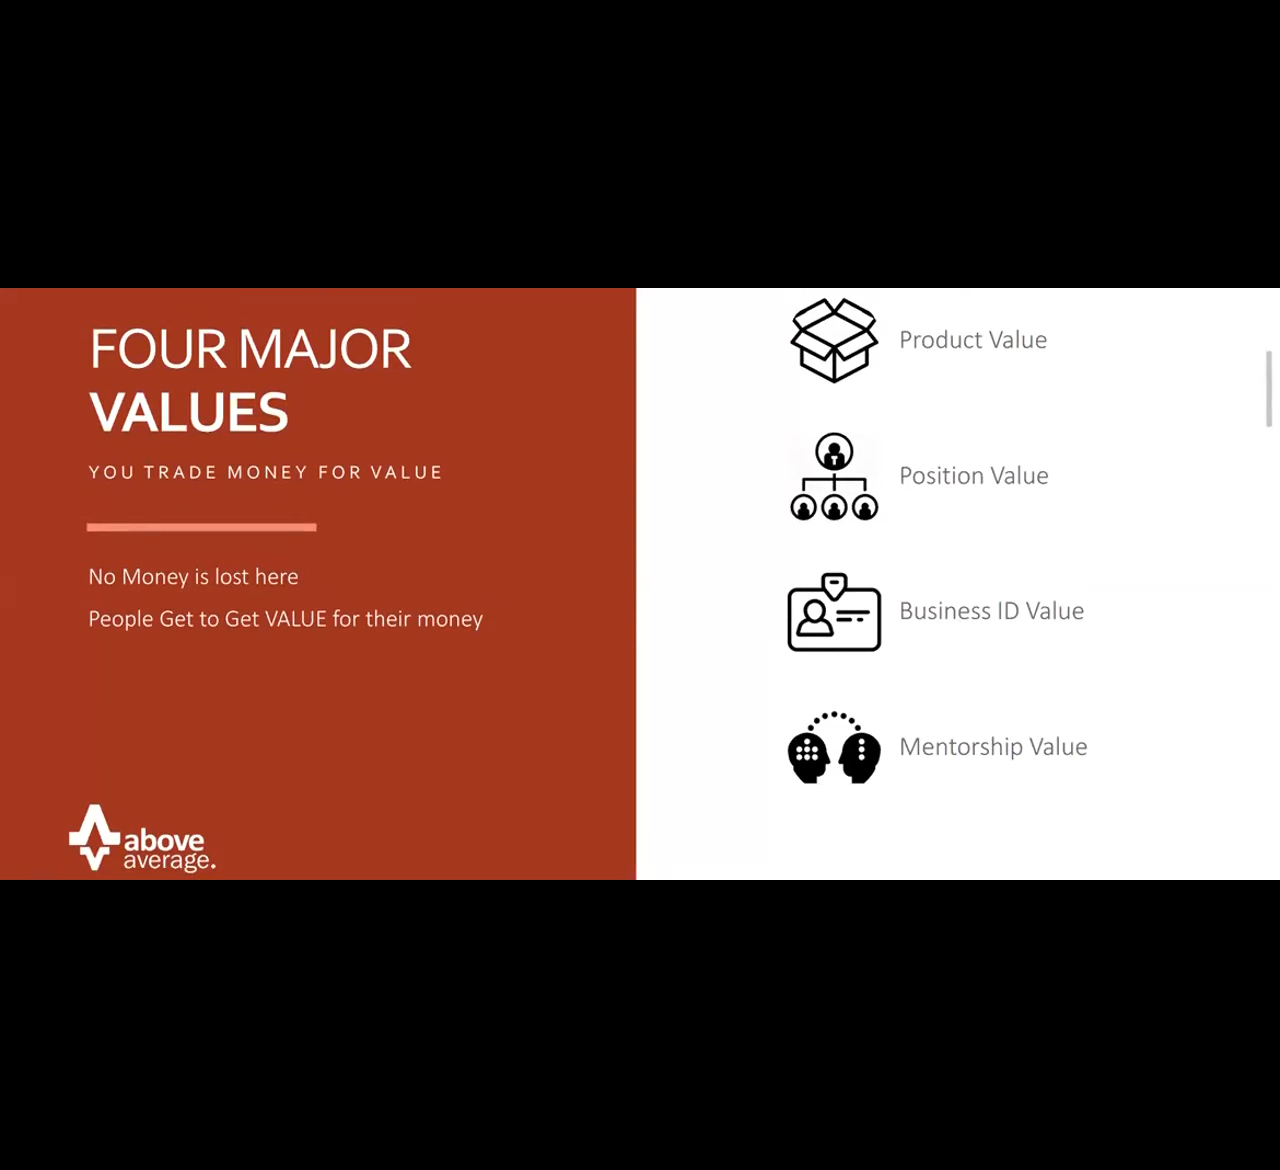 FOUR MAJOR
VALUES
YOU TRADE MONEY FOR VALUE
No Money is lost here
People Get to Get VALUE for their money
above
average.
Product Value
Position Value
Business ID Value
Mentorship Value